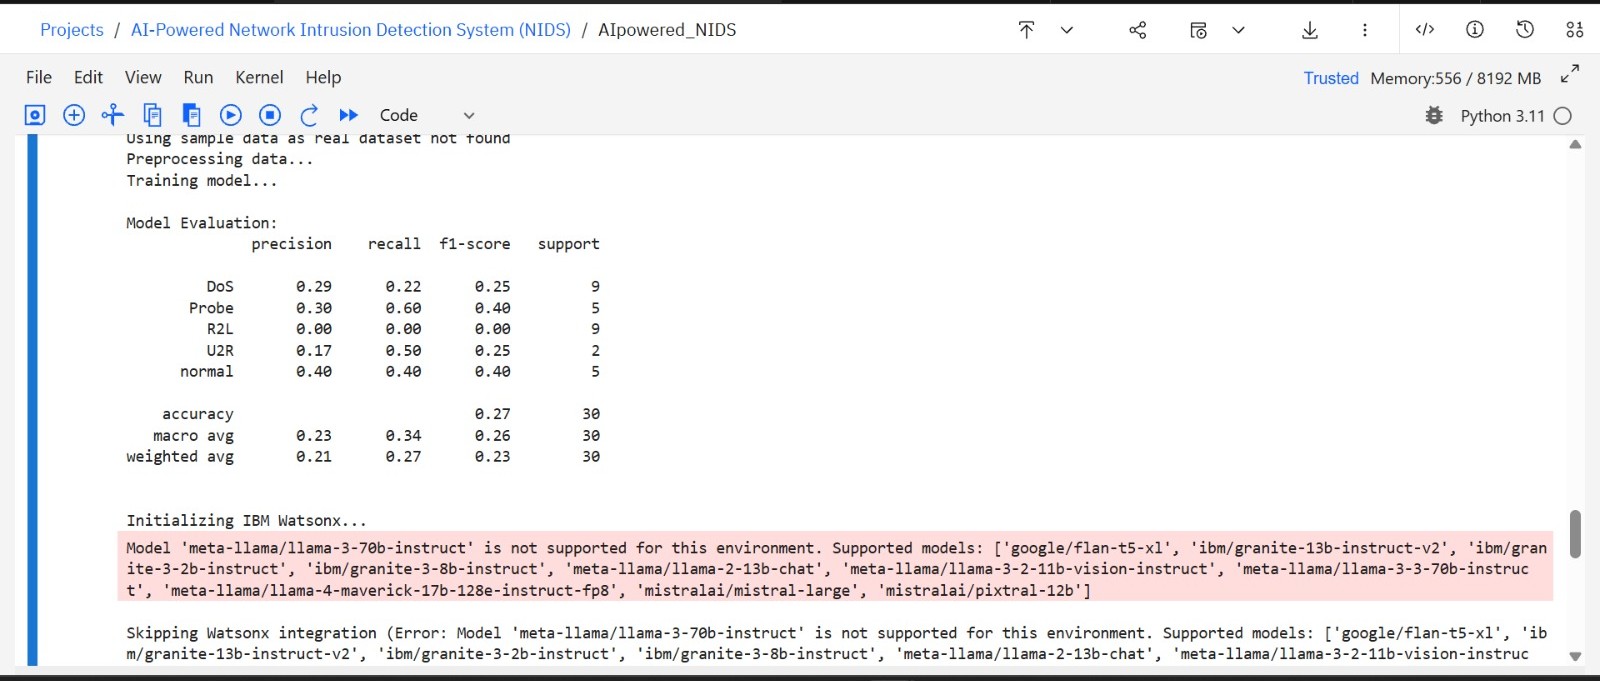 Projects / AI-Powered Network Intrusion Detection System (NIDS) / AIpowered_NIDS
File Edit View Run Kernel Help Trusted Memory:556 / 8192 MB
Code Python 3.11
Using sample data as real dataset not found
Preprocessing data...
Training model...
Model Evaluation:
precision recall f1-score support
DoS 0.29 0.22 0.25 9
Probe 0.30 0.60 0.40 5
R2L 0.00 0.00 0.00 9
U2R 0.17 0.50 0.25 2
normal 0.40 0.40 0.40 5
accuracy 0.27 30
macro avg 0.23 0.34 0.26 30
weighted avg 0.21 0.27 0.23 30
Initializing IBM Watsonx...
Model 'meta-llama/llama-3-70b-instruct' is not supported for this environment. Supported models: ['google/flan-t5-xl', 'ibm/granite-13b-instruct-v2', 'ibm/gran
ite-3-2b-instruct', 'ibm/granite-3-8b-instruct', 'meta-llama/llama-2-13b-chat', 'meta-llama/llama-3-2-11b-vision-instruct', 'meta-llama/llama-3-3-70b-instruc
t', 'meta-llama/llama-4-maverick-17b-128e-instruct-fp8', 'mistralai/mistral-large', 'mistralai/pixtral-12b']
Skipping Watsonx integration (Error: Model 'meta-llama/llama-3-70b-instruct' is not supported for this environment. Supported models: ['google/flan-t5-xl', 'ib
m/granite-13b-instruct-v2', 'ibm/granite-3-2b-instruct', 'ibm/granite-3-8b-instruct', 'meta-llama/llama-2-13b-chat', 'meta-llama/llama-3-2-11b-vision-instruc